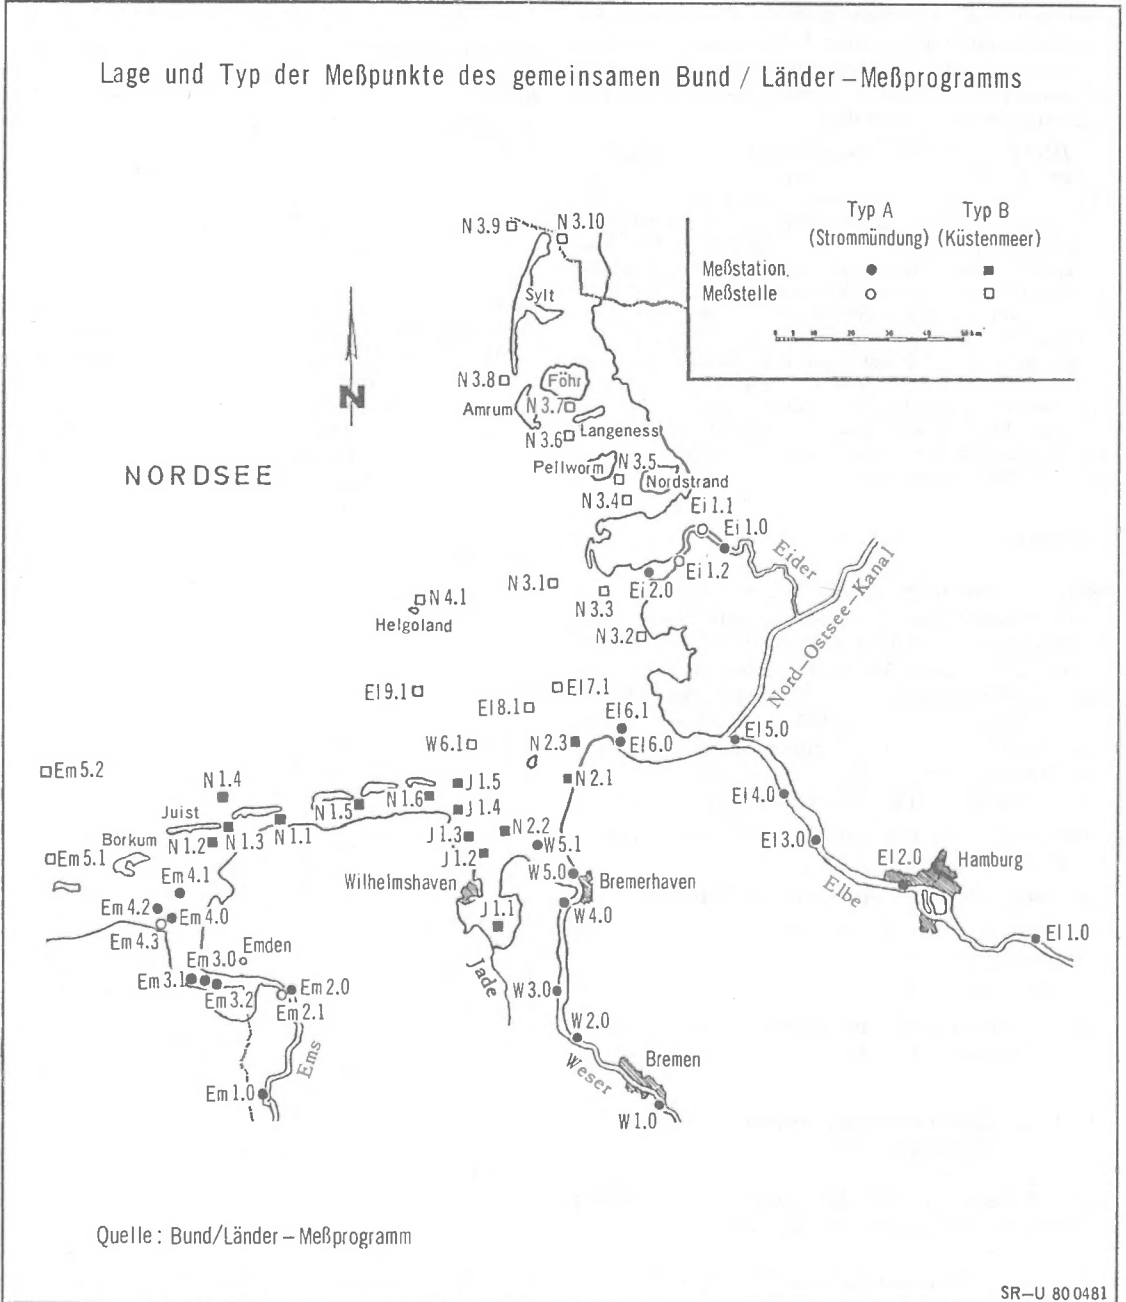 Lage und Typ der Meßpunkte des gemeinsamen Bund / Länder – Meßprogramms
Typ A Typ B
(Strommündung) (Küstenmeer)
Meßstation.
Meßstelle
0 5 10 20 30 40 50 km
N 3.9
N 3.10
Sylt
N
N 3.8
Föhr
Amrum
N 3.7
Langeness
N 3.6
Pellworm
N 3.5
Nordstrand
N 3.4
NORDSEE
Ei 1.1
Ei 1.0
Eider
Ei 1.2
Ei 2.0
Nord–Ostsee–Kanal
N 3.1
N 3.3
N 4.1
Helgoland
N 3.2
El 9.1
El 7.1
El 8.1
El 6.1
El 6.0
El 5.0
W 6.1
N 2.3
Em 5.2
N 1.4
J 1.5
N 2.1
N 1.6
El 4.0
Juist
N 1.5
J 1.4
N 1.1
J 1.3
N 2.2
Borkum
N 1.2
N 1.3
W 5.1
El 3.0
J 1.2
Em 5.1
El 2.0
Hamburg
Em 4.1
Wilhelmshaven
W 5.0
Bremerhaven
Elbe
Em 4.2
Em 4.0
J 1.1
W 4.0
Em 4.3
El 1.0
Em 3.0
Emden
Em 3.1
Em 3.2
Em 2.0
Em 2.1
Jade
W 3.0
W 2.0
Ems
Weser
Bremen
Em 1.0
W 1.0
Quelle : Bund/Länder – Meßprogramm
SR–U 80 0481